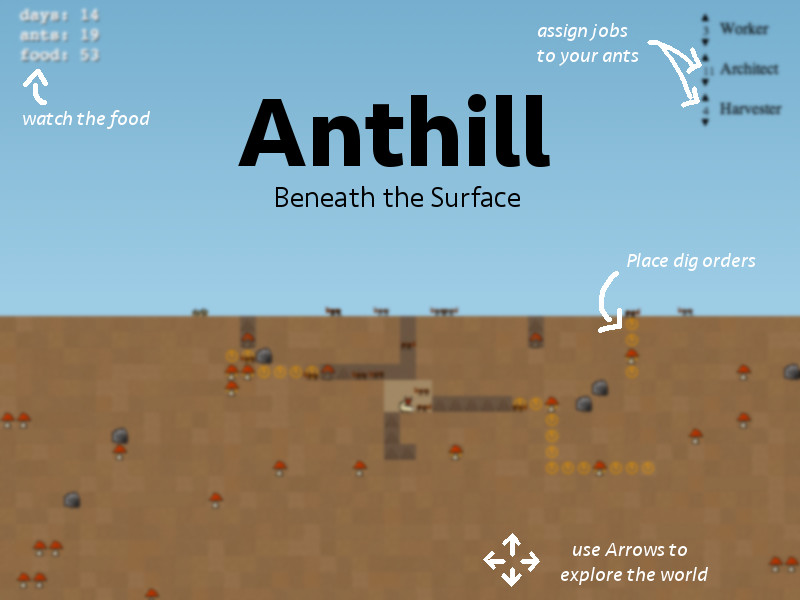 days: 14
ants: 19
food: 53
watch the food
assign jobs
to your ants
3 Worker
11 Architect
4 Harvester
Anthill
Beneath the Surface
Place dig orders
use Arrows to
explore the world